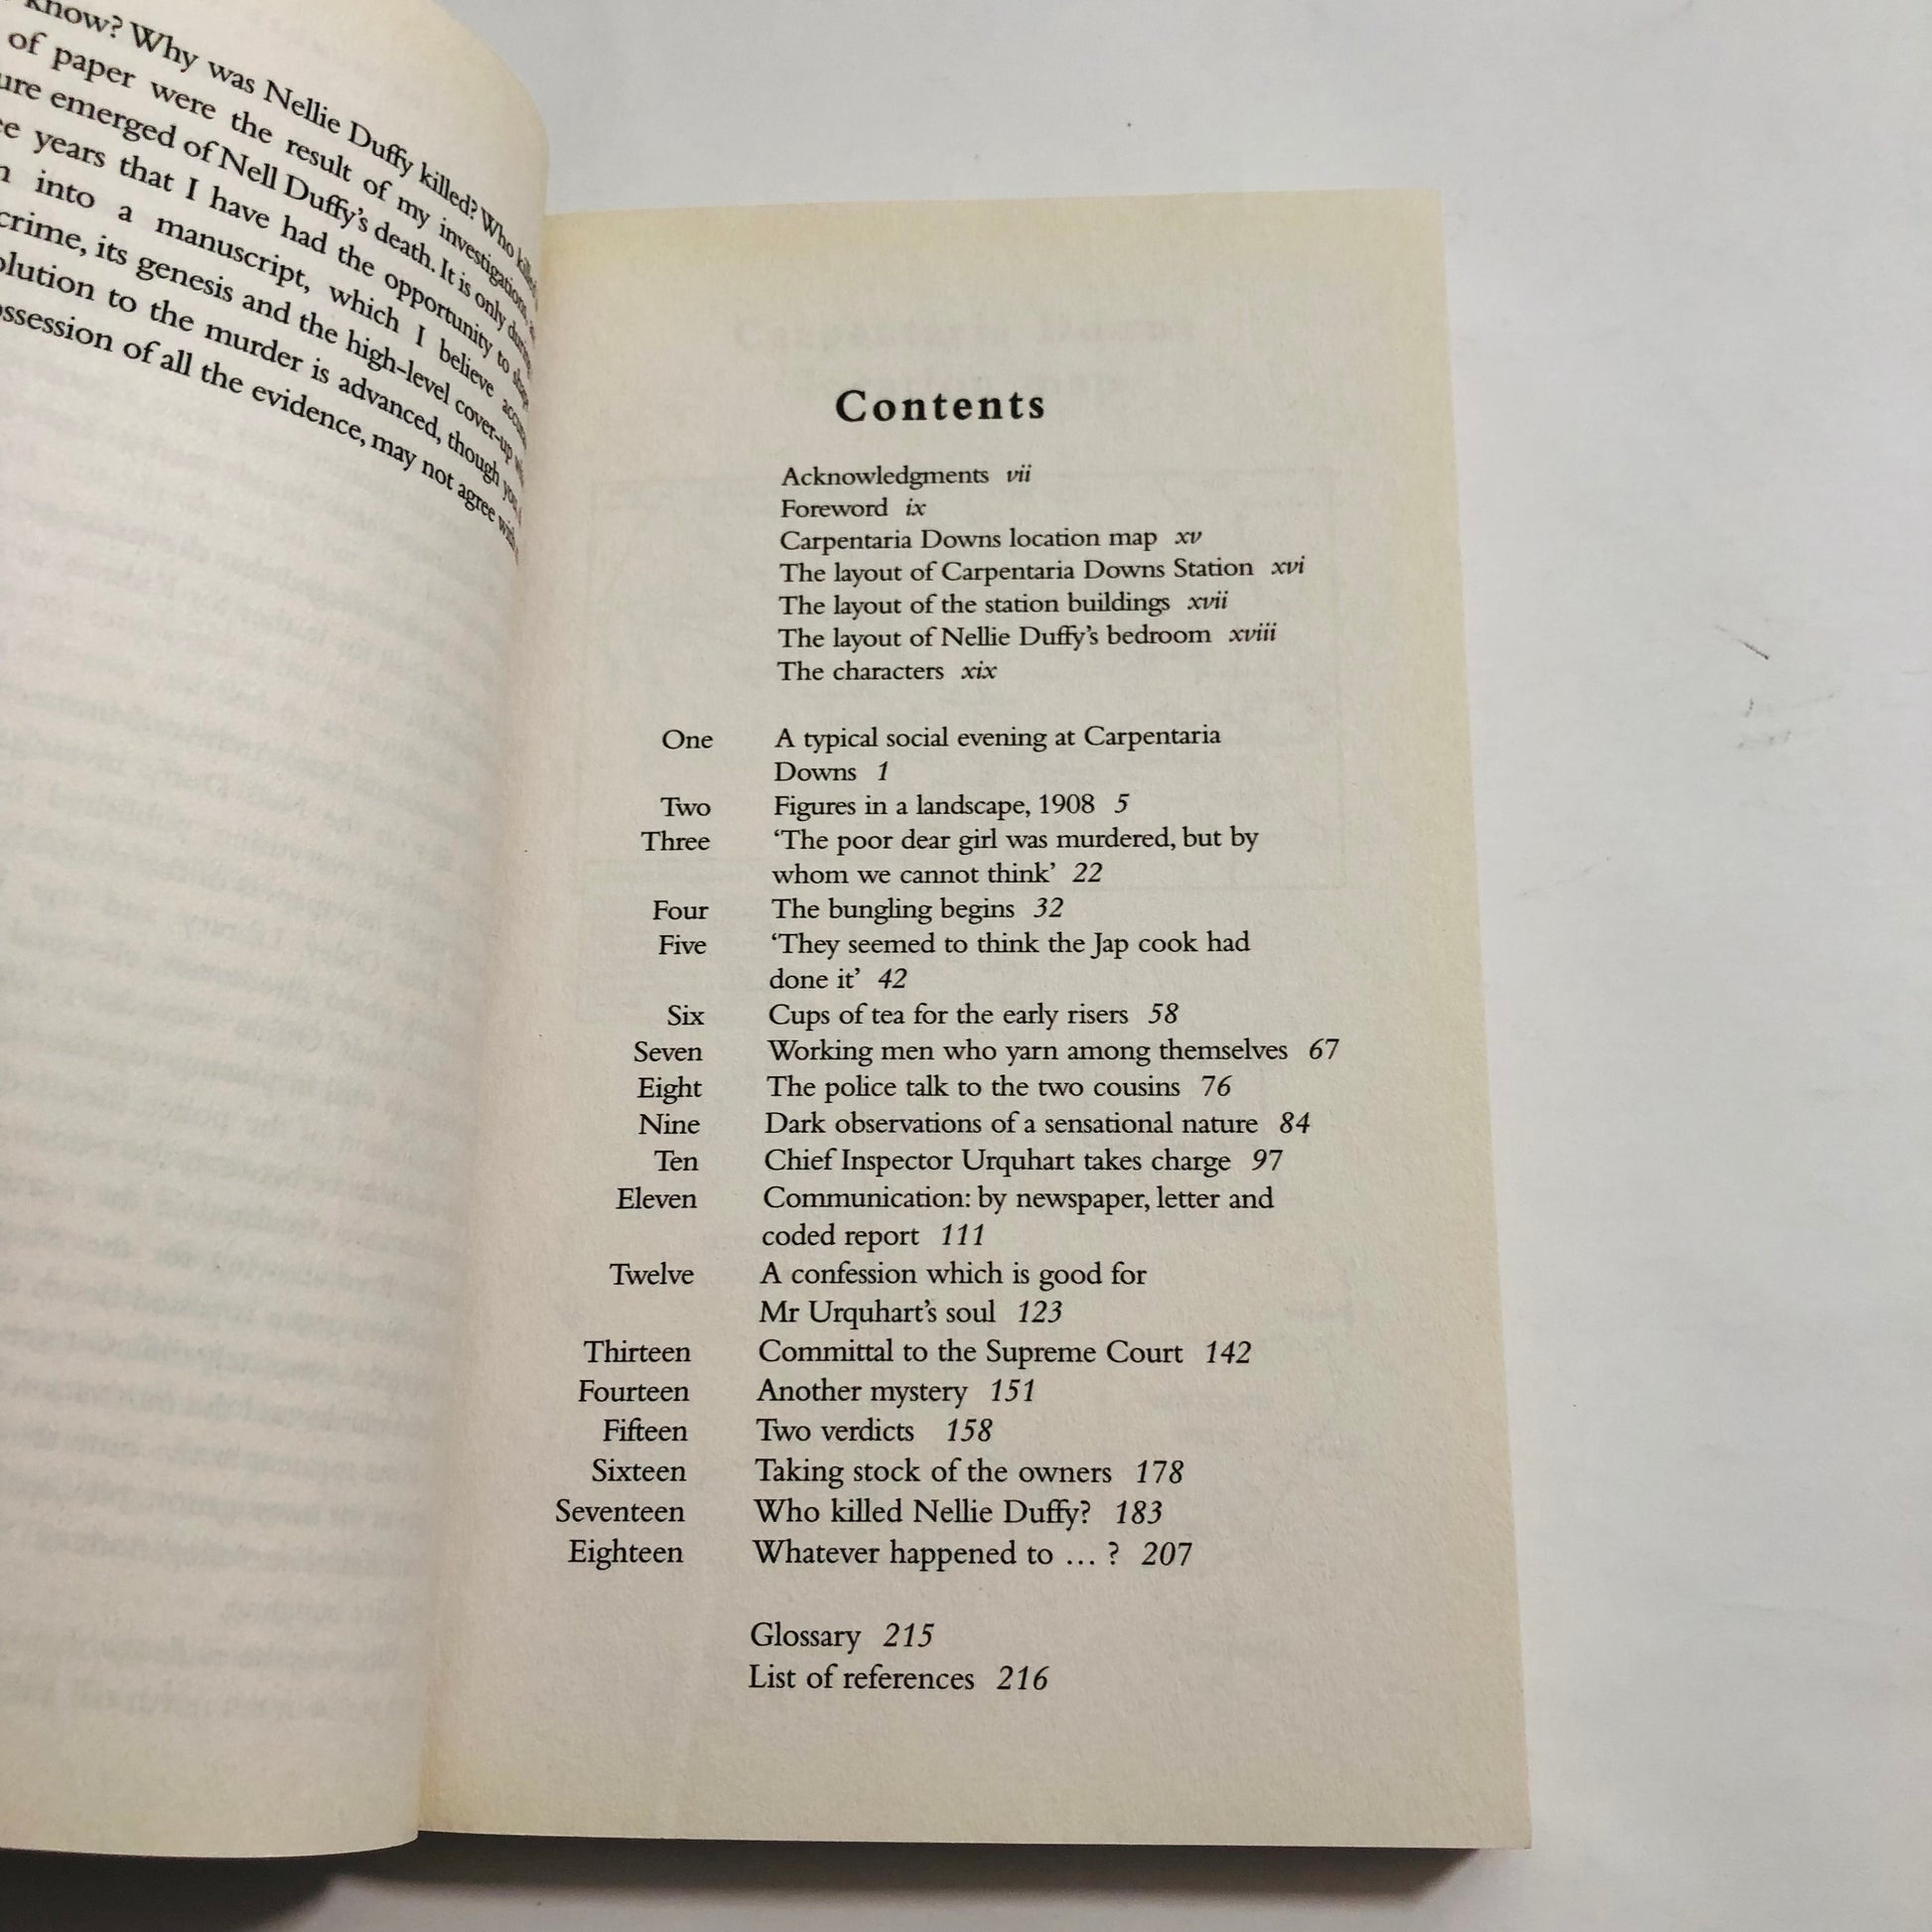 know? Why was Nellie Duffy killed? Who killed
of paper were the result of my investigations,
emerged of Nell Duffy's death. It is only during
years that I have had the opportunity to shape
into a manuscript, which I believe
crime, its genesis and the high-level cover-up
solution to the murder is advanced, though you,
possession of all the evidence, may not agree with
Contents
Acknowledgments vii
Foreword ix
Carpentaria Downs location map xv
The layout of Carpentaria Downs Station xvi
The layout of the station buildings xvii
The layout of Nellie Duffy's bedroom xviii
The characters xix
One A typical social evening at Carpentaria
Downs 1
Two Figures in a landscape, 1908 5
Three ‘The poor dear girl was murdered, but by
whom we cannot think’ 22
Four The bungling begins 32
Five ‘They seemed to think the Jap cook had
done it’ 42
Six Cups of tea for the early risers 58
Seven Working men who yarn among themselves 67
Eight The police talk to the two cousins 76
Nine Dark observations of a sensational nature 84
Ten Chief Inspector Urquhart takes charge 97
Eleven Communication: by newspaper, letter and
coded report 111
Twelve A confession which is good for
Mr Urquhart's soul 123
Thirteen Committal to the Supreme Court 142
Fourteen Another mystery 151
Fifteen Two verdicts 158
Sixteen Taking stock of the owners 178
Seventeen Who killed Nellie Duffy? 183
Eighteen Whatever happened to … ? 207
Glossary 215
List of references 216